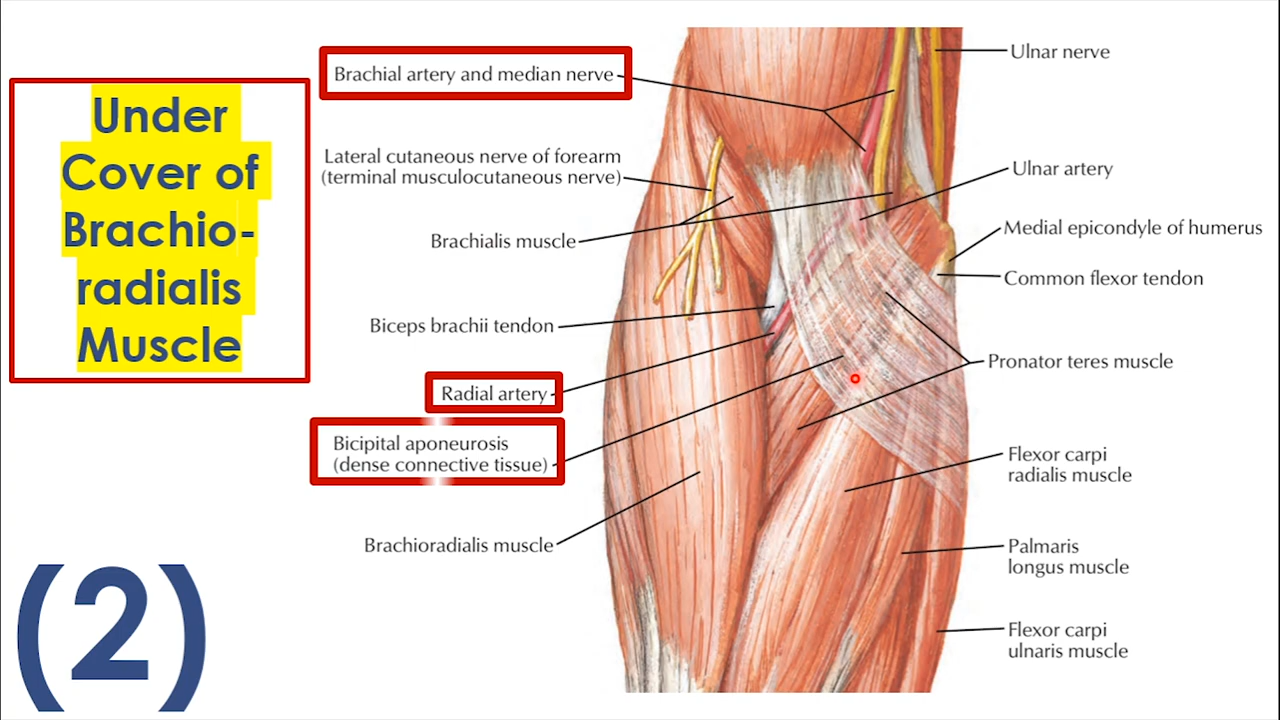 Under
Cover of
Brachio-
radialis
Muscle
(2)
Brachial artery and median nerve
Lateral cutaneous nerve of forearm
(terminal musculocutaneous nerve)
Brachialis muscle
Biceps brachii tendon
Radial artery
Bicipital aponeurosis
(dense connective tissue)
Brachioradialis muscle
Ulnar nerve
Ulnar artery
Medial epicondyle of humerus
Common flexor tendon
Pronator teres muscle
Flexor carpi
radialis muscle
Palmaris
longus muscle
Flexor carpi
ulnaris muscle